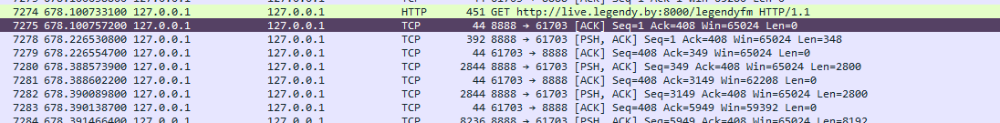 7274 678.100733100 127.0.0.1 127.0.0.1 HTTP 451 GET http://live.legendy.by:8000/legendyfm HTTP/1.1
7275 678.100757200 127.0.0.1 127.0.0.1 TCP 44 8888 → 61703 [ACK] Seq=1 Ack=408 Win=65024 Len=0
7278 678.226530800 127.0.0.1 127.0.0.1 TCP 392 8888 → 61703 [PSH, ACK] Seq=1 Ack=408 Win=65024 Len=348
7279 678.226554700 127.0.0.1 127.0.0.1 TCP 44 61703 → 8888 [ACK] Seq=408 Ack=349 Win=65024 Len=0
7280 678.388573900 127.0.0.1 127.0.0.1 TCP 2844 8888 → 61703 [PSH, ACK] Seq=349 Ack=408 Win=65024 Len=2800
7281 678.388602200 127.0.0.1 127.0.0.1 TCP 44 61703 → 8888 [ACK] Seq=408 Ack=3149 Win=62208 Len=0
7282 678.390089800 127.0.0.1 127.0.0.1 TCP 2844 8888 → 61703 [PSH, ACK] Seq=3149 Ack=408 Win=65024 Len=2800
7283 678.390138700 127.0.0.1 127.0.0.1 TCP 44 61703 → 8888 [ACK] Seq=408 Ack=5949 Win=59392 Len=0
7284 678.391466400 127.0.0.1 127.0.0.1 TCP 8236 8888 → 61703 [PSH, ACK] Seq=5949 Ack=408 Win=65024 Len=8192